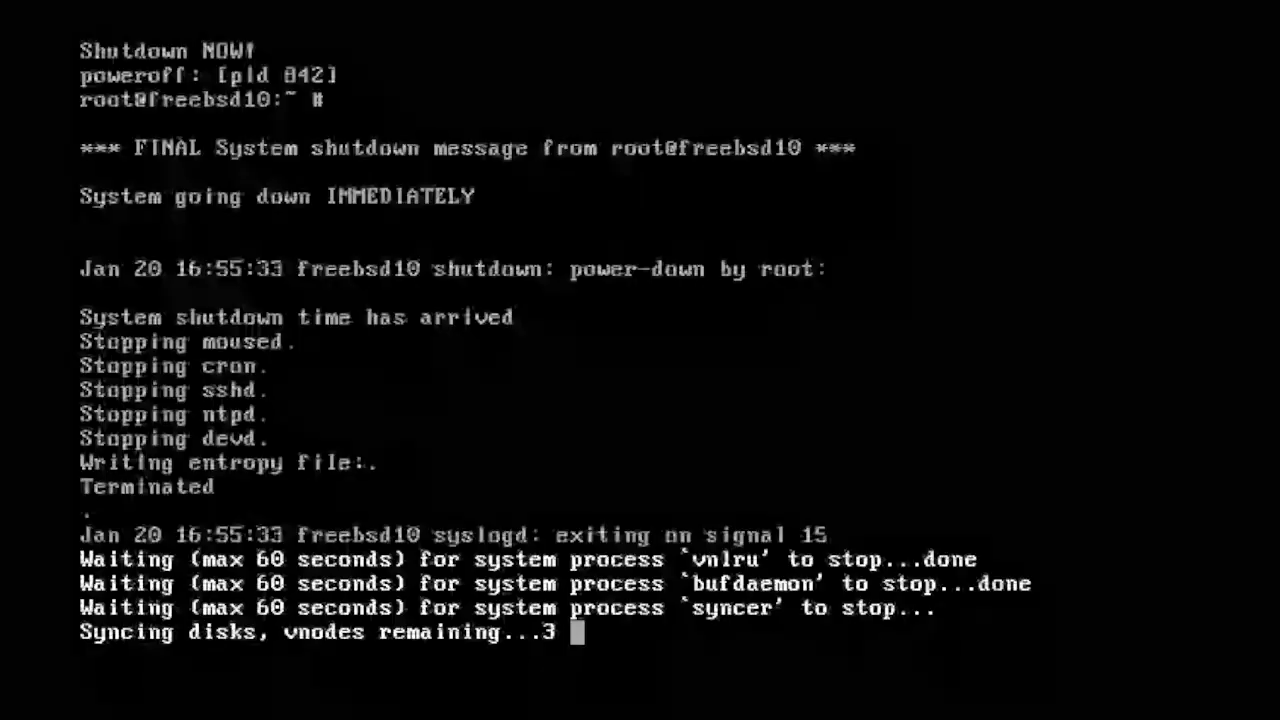 Shutdown NOW!
poweroff: [pid 842]
root@freebsd10:~ #
*** FINAL System shutdown message from root@freebsd10 ***
System going down IMMEDIATELY
Jan 20 16:55:33 freebsd10 shutdown: power-down by root:
System shutdown time has arrived
Stopping moused.
Stopping cron.
Stopping sshd.
Stopping ntpd.
Stopping devd.
Writing entropy file:.
Terminated
.
Jan 20 16:55:33 freebsd10 syslogd: exiting on signal 15
Waiting (max 60 seconds) for system process `vnlru' to stop...done
Waiting (max 60 seconds) for system process `bufdaemon' to stop...done
Waiting (max 60 seconds) for system process `syncer' to stop...
Syncing disks, vnodes remaining...3